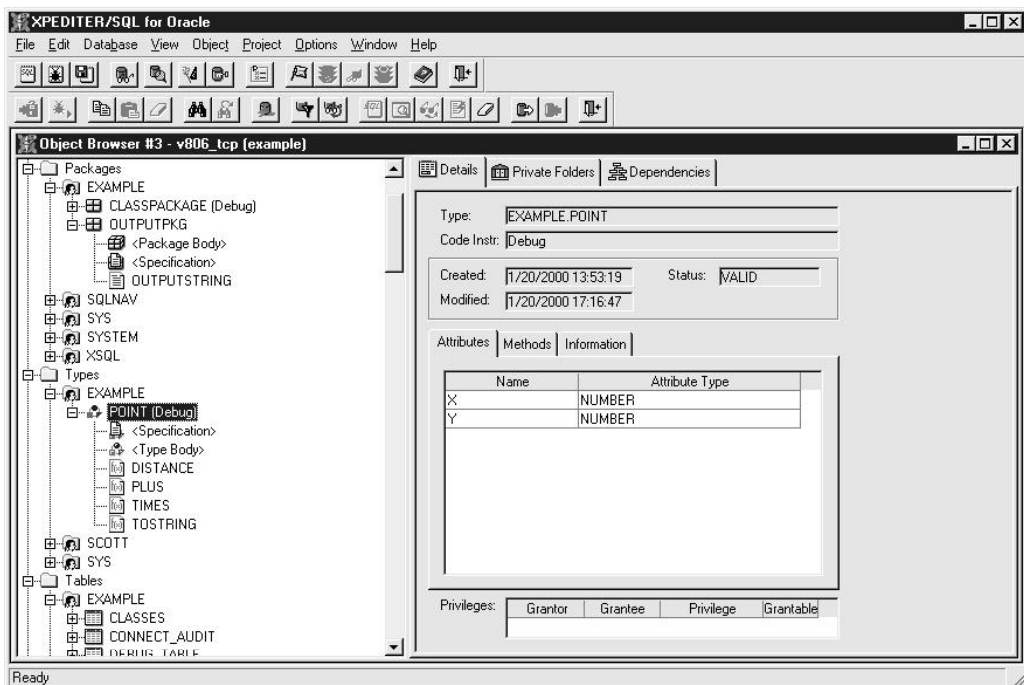 XPEDITER/SQL for Oracle
File Edit Database View Object Project Options Window Help
Object Browser #3 - v806_tcp (example)
Packages
EXAMPLE
CLASSPACKAGE (Debug)
OUTPUTPKG
<Package Body>
<Specification>
OUTPUTSTRING
SQLNAV
SYS
SYSTEM
XSQL
Types
EXAMPLE
POINT (Debug)
<Specification>
<Type Body>
DISTANCE
PLUS
TIMES
TOSTRING
SCOTT
SYS
Tables
EXAMPLE
CLASSES
CONNECT_AUDIT
DEBUG_TABLE
Details Private Folders Dependencies
Type: EXAMPLE.POINT
Code Instr: Debug
Created: 1/20/2000 13:53:19 Status: VALID
Modified: 1/20/2000 17:16:47
Attributes Methods Information
Name Attribute Type
X NUMBER
Y NUMBER
Privileges: Grantor Grantee Privilege Grantable
Ready